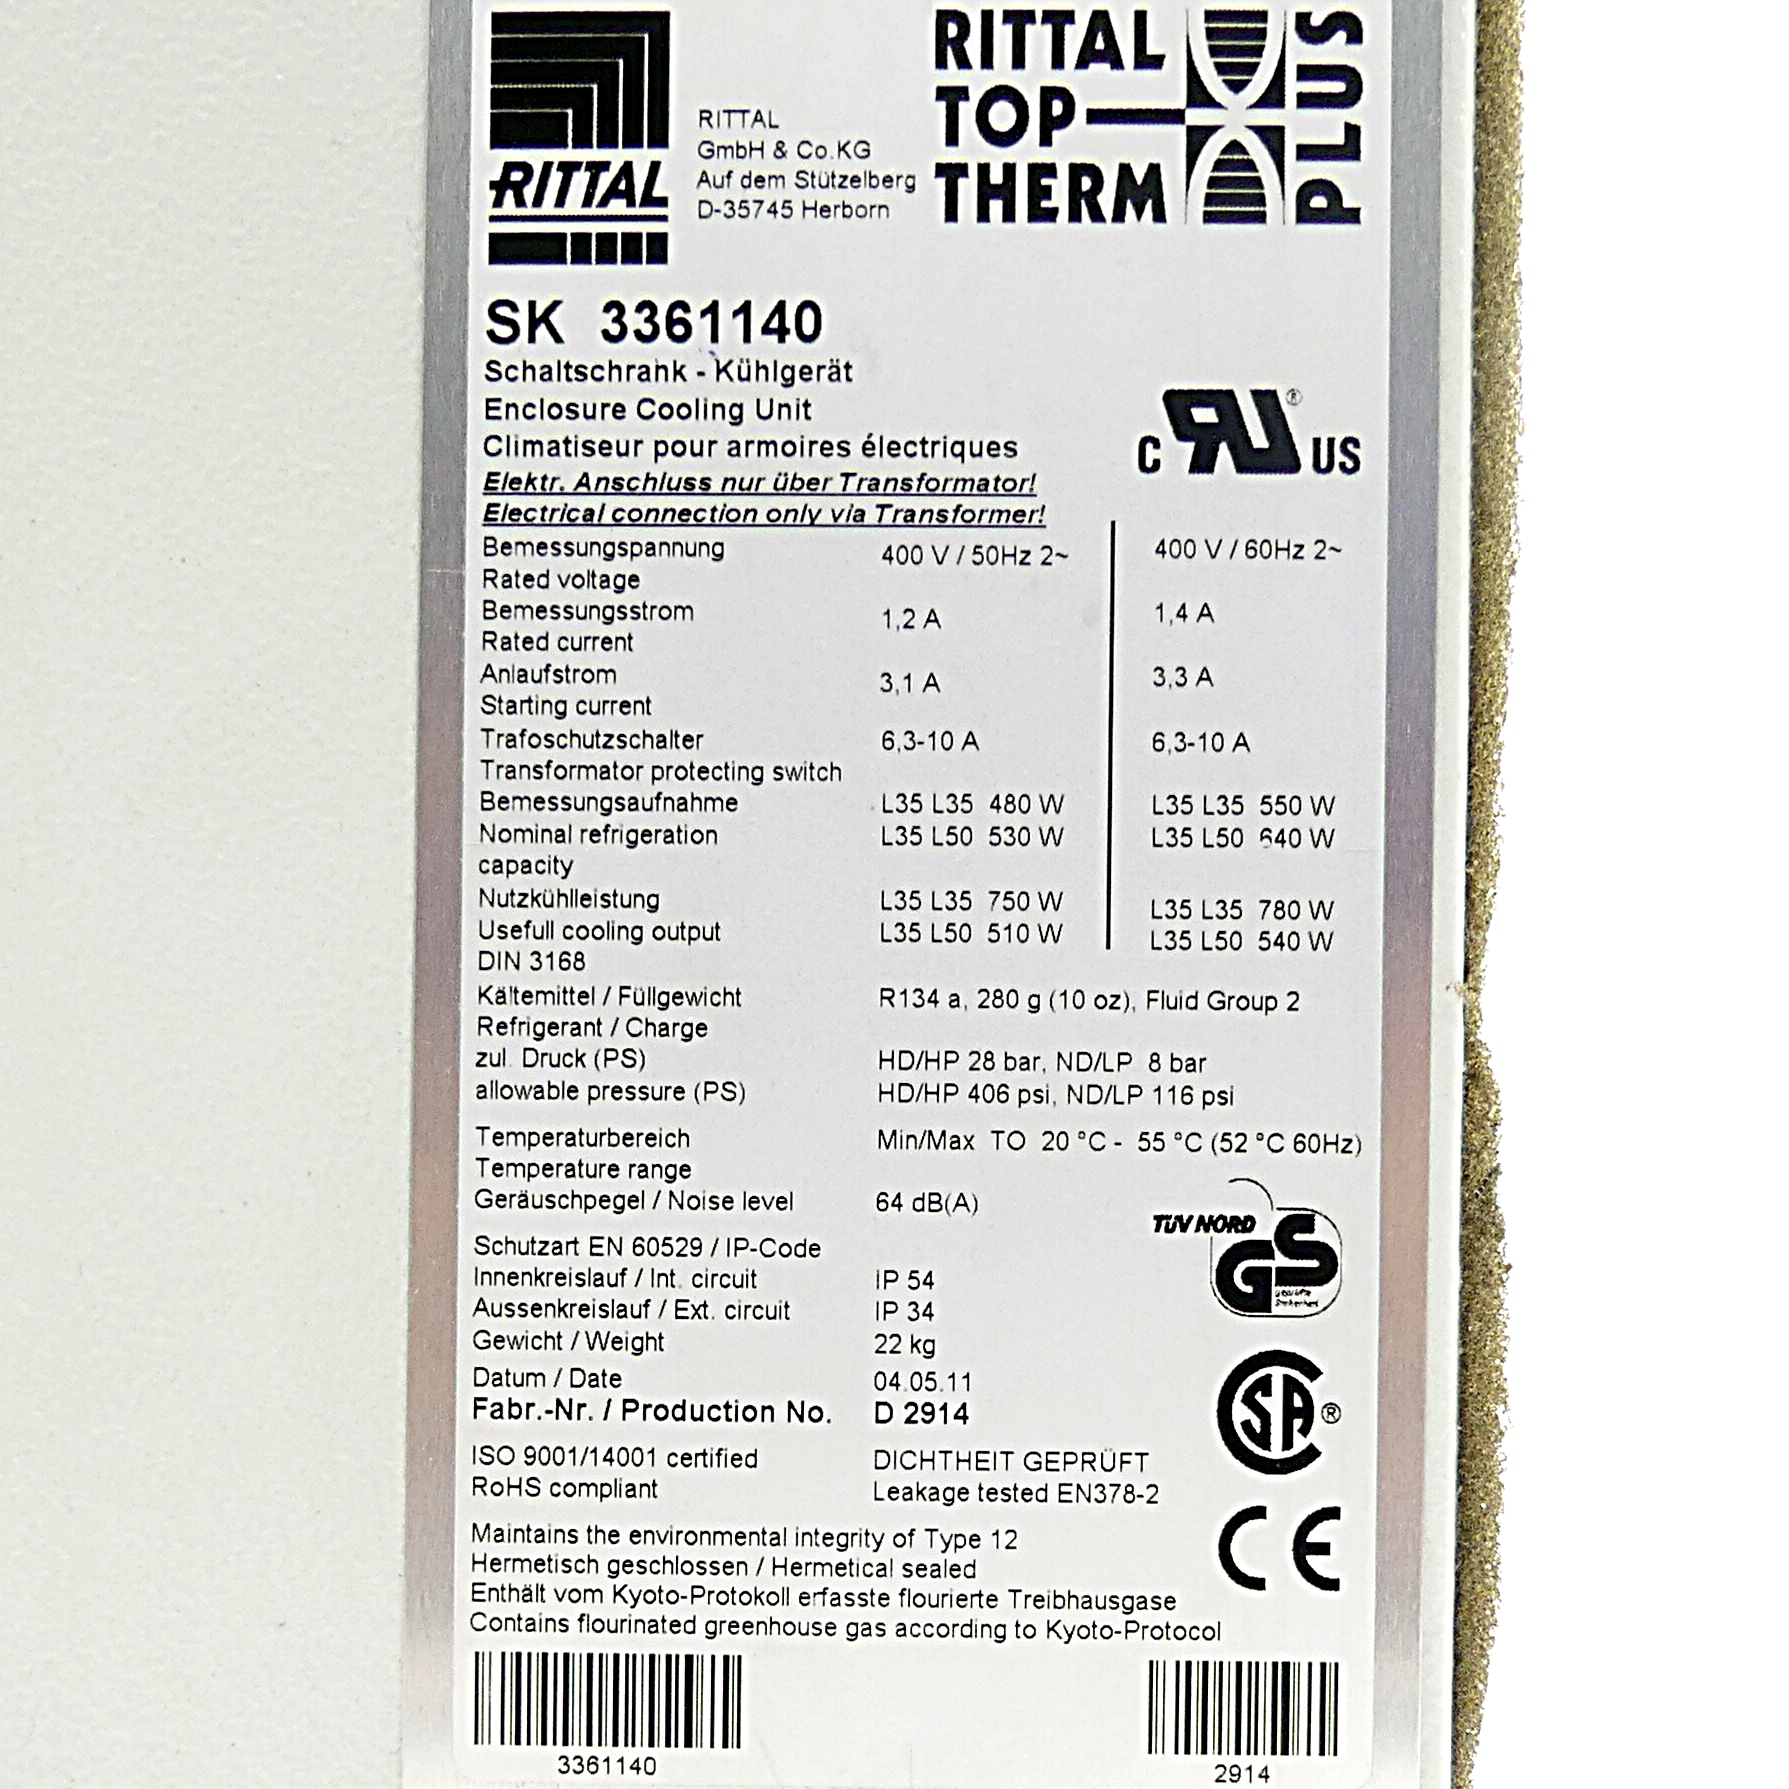 RITTAL
RITTAL
GmbH & Co.KG
Auf dem Stützelberg
D-35745 Herborn
RITTAL
TOP
THERM
PLUS
SK 3361140
Schaltschrank - Kühlgerät
Enclosure Cooling Unit
Climatiseur pour armoires électriques
Elektr. Anschluss nur über Transformator!
Electrical connection only via Transformer!
C RU ® US
Bemessungspannung 400 V / 50Hz 2~ 400 V / 60Hz 2~
Rated voltage
Bemessungsstrom 1,2 A 1,4 A
Rated current
Anlaufstrom 3,1 A 3,3 A
Starting current
Trafoschutzschalter 6,3-10 A 6,3-10 A
Transformator protecting switch
Bemessungsaufnahme L35 L35 480 W L35 L35 550 W
Nominal refrigeration L35 L50 530 W L35 L50 640 W
capacity
Nutzkühlleistung L35 L35 750 W L35 L35 780 W
Usefull cooling output L35 L50 510 W L35 L50 540 W
DIN 3168
Kältemittel / Füllgewicht R134 a, 280 g (10 oz), Fluid Group 2
Refrigerant / Charge
zul. Druck (PS) HD/HP 28 bar, ND/LP 8 bar
allowable pressure (PS) HD/HP 406 psi, ND/LP 116 psi
Temperaturbereich Min/Max TO 20 °C - 55 °C (52 °C 60Hz)
Temperature range
Geräuschpegel / Noise level 64 dB(A)
TÜV NORD
GS
geprüfte
Sicherheit
Schutzart EN 60529 / IP-Code
Innenkreislauf / Int. circuit IP 54
Aussenkreislauf / Ext. circuit IP 34
Gewicht / Weight 22 kg
Datum / Date 04.05.11
Fabr.-Nr. / Production No. D 2914
CSA ®
ISO 9001/14001 certified DICHTHEIT GEPRÜFT
RoHS compliant Leakage tested EN378-2
CE
Maintains the environmental integrity of Type 12
Hermetisch geschlossen / Hermetical sealed
Enthält vom Kyoto-Protokoll erfasste flourierte Treibhausgase
Contains flourinated greenhouse gas according to Kyoto-Protocol
3361140
2914